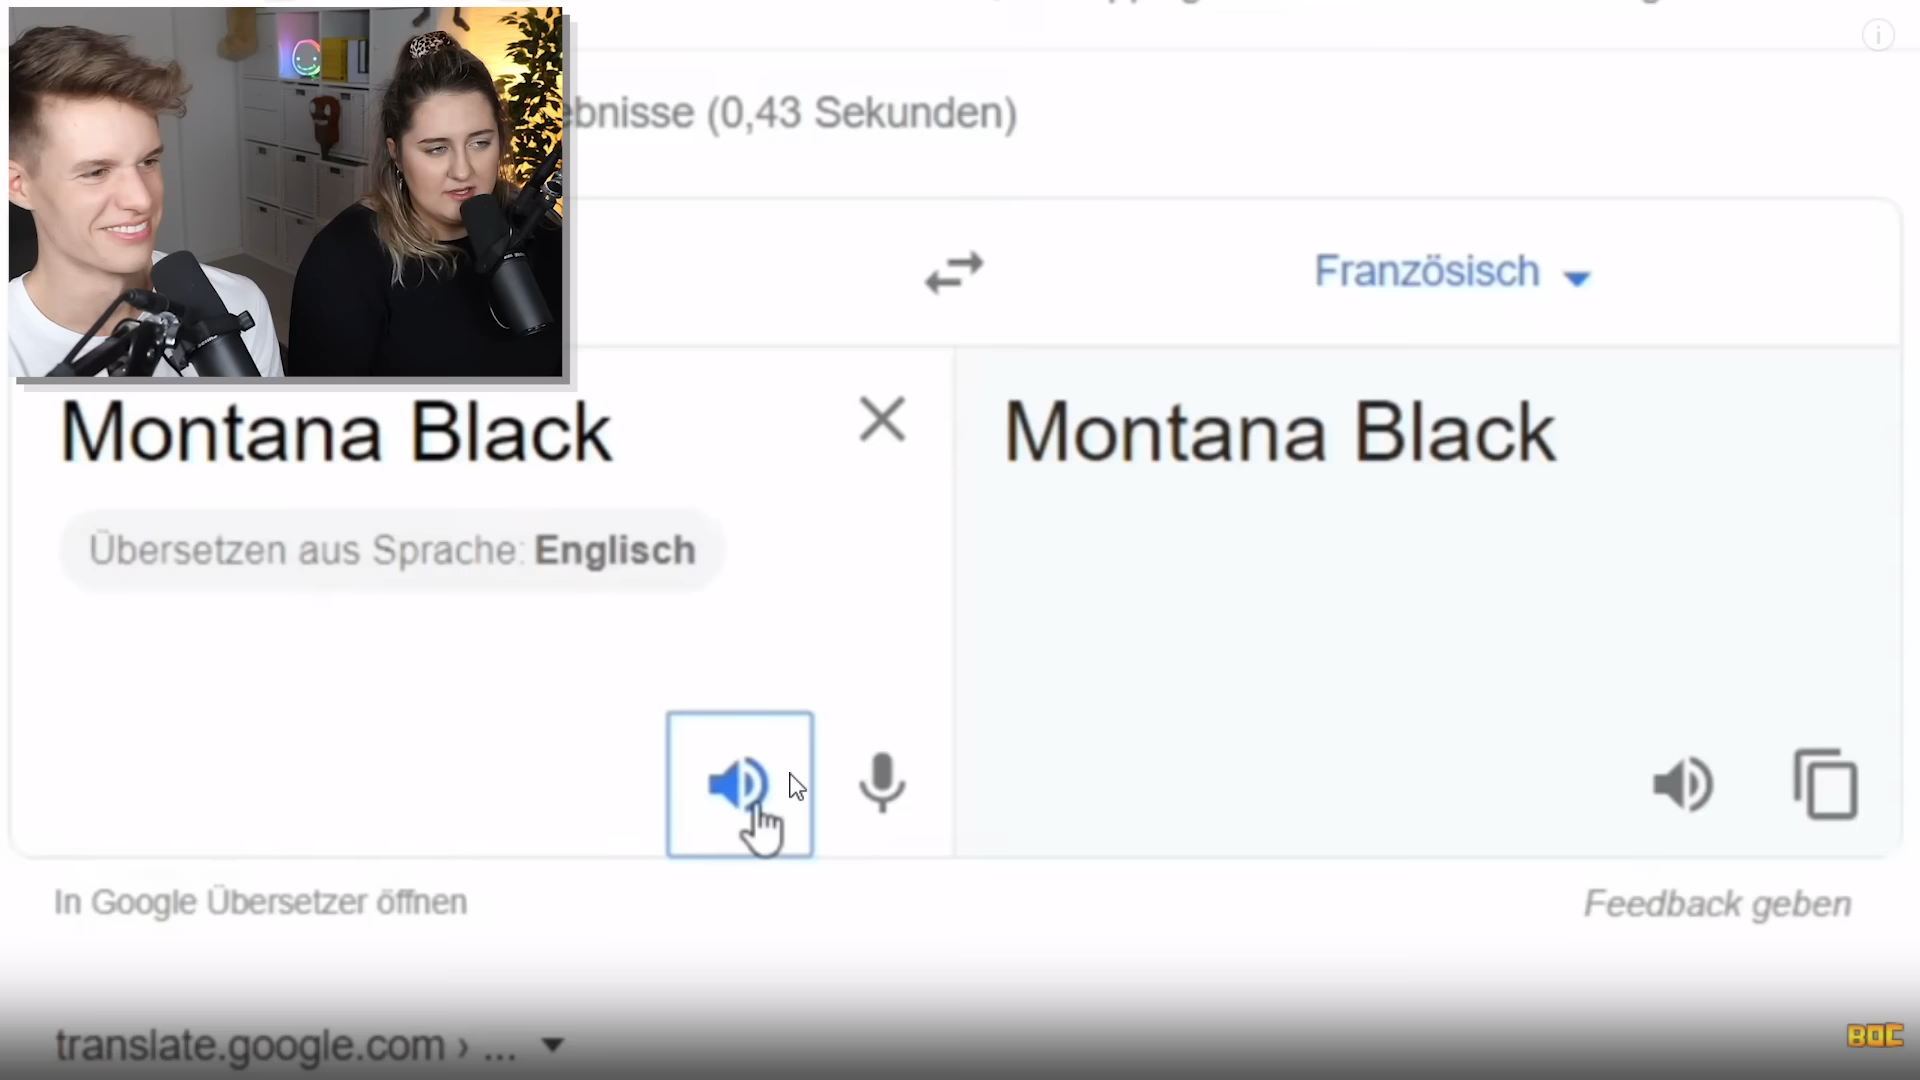 ebnisse (0,43 Sekunden)
Französisch
Montana Black
Montana Black
Übersetzen aus Sprache: Englisch
In Google Übersetzer öffnen
Feedback geben
translate.google.com › ...
BOC